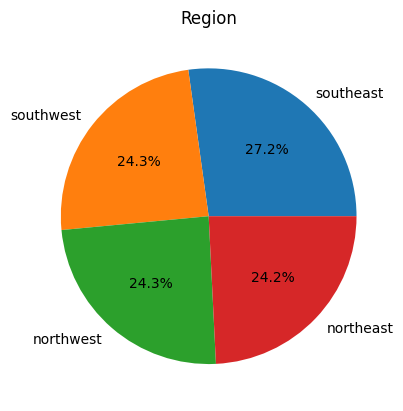 Region
southeast
southwest
27.2%
24.3%
24.3%
24.2%
northeast
northwest